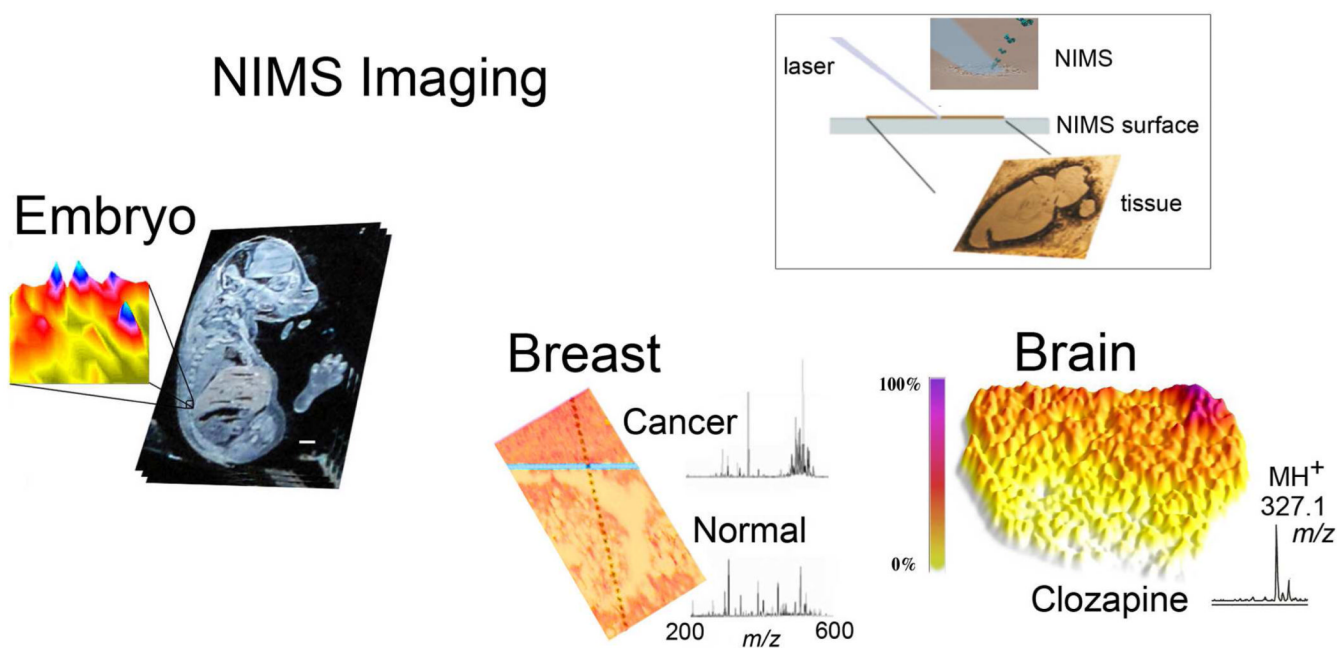 NIMS Imaging
laser
NIMS
NIMS surface
tissue
Embryo
Breast
Cancer
Normal
200 m/z 600
Brain
100%
0%
MH+
327.1
m/z
Clozapine